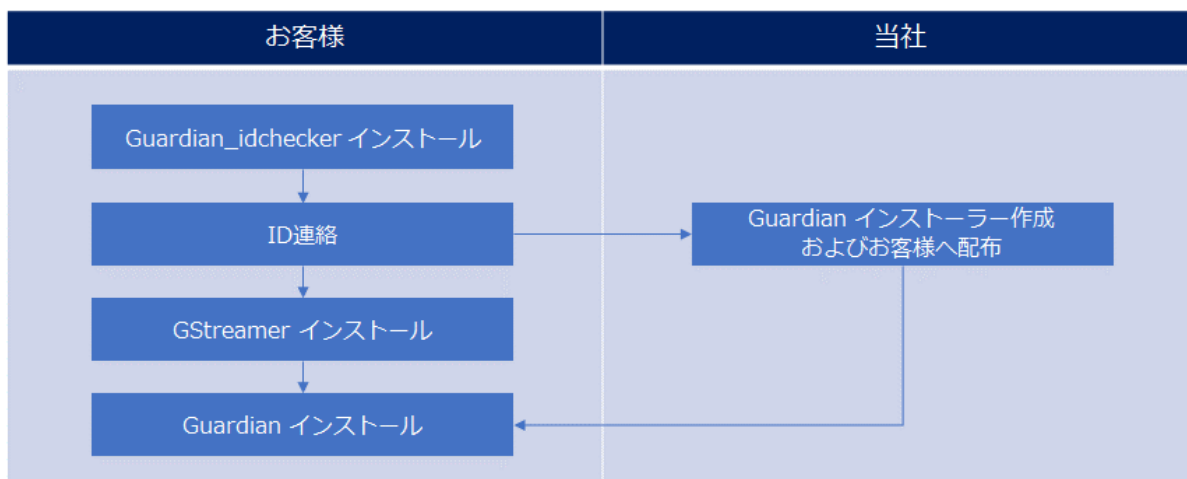 お客様
当社
Guardian_idchecker インストール
ID連絡
Guardian インストーラー作成
およびお客様へ配布
GStreamer インストール
Guardian インストール